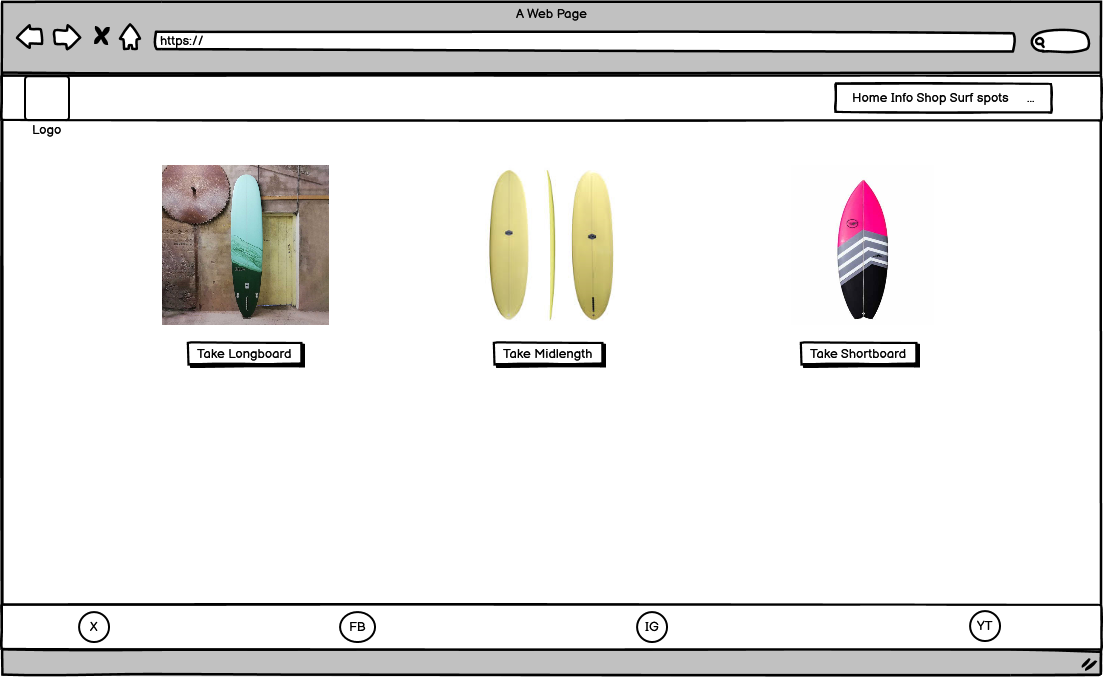 A Web Page
https://
Home Info Shop Surf spots ...
Logo
Take Longboard
Take Midlength
Take Shortboard
X
FB
IG
YT